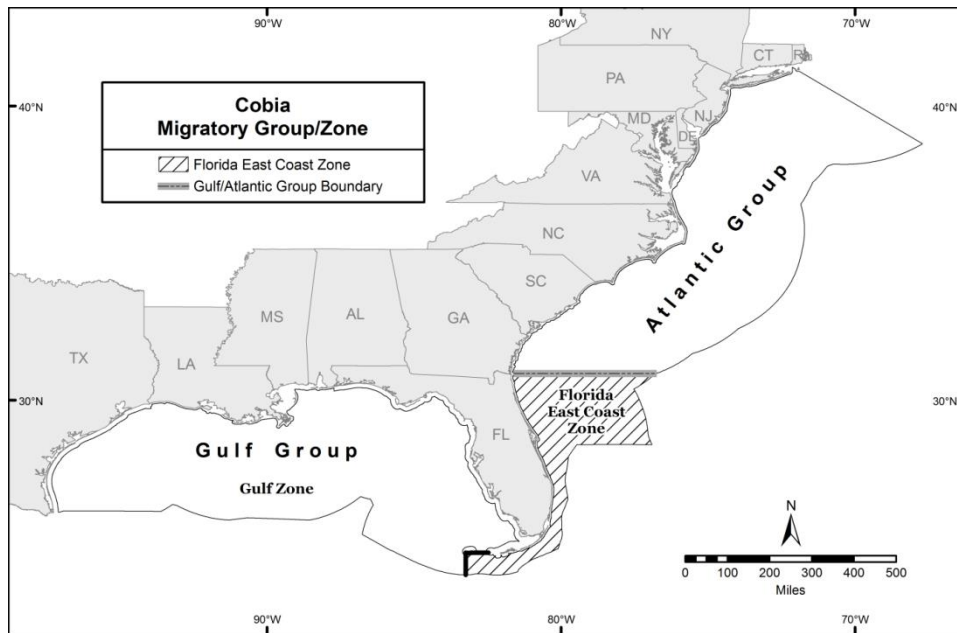 90°W
80°W
70°W
40°N
40°N
30°N
30°N
Cobia
Migratory Group/Zone
Florida East Coast Zone
Gulf/Atlantic Group Boundary
NY
CT
RI
PA
NJ
MD
DE
VA
NC
SC
TX
LA
MS
AL
GA
FL
Atlantic Group
Florida
East Coast
Zone
Gulf Group
Gulf Zone
N
0 100 200 300 400 500
Miles
90°W
80°W
70°W